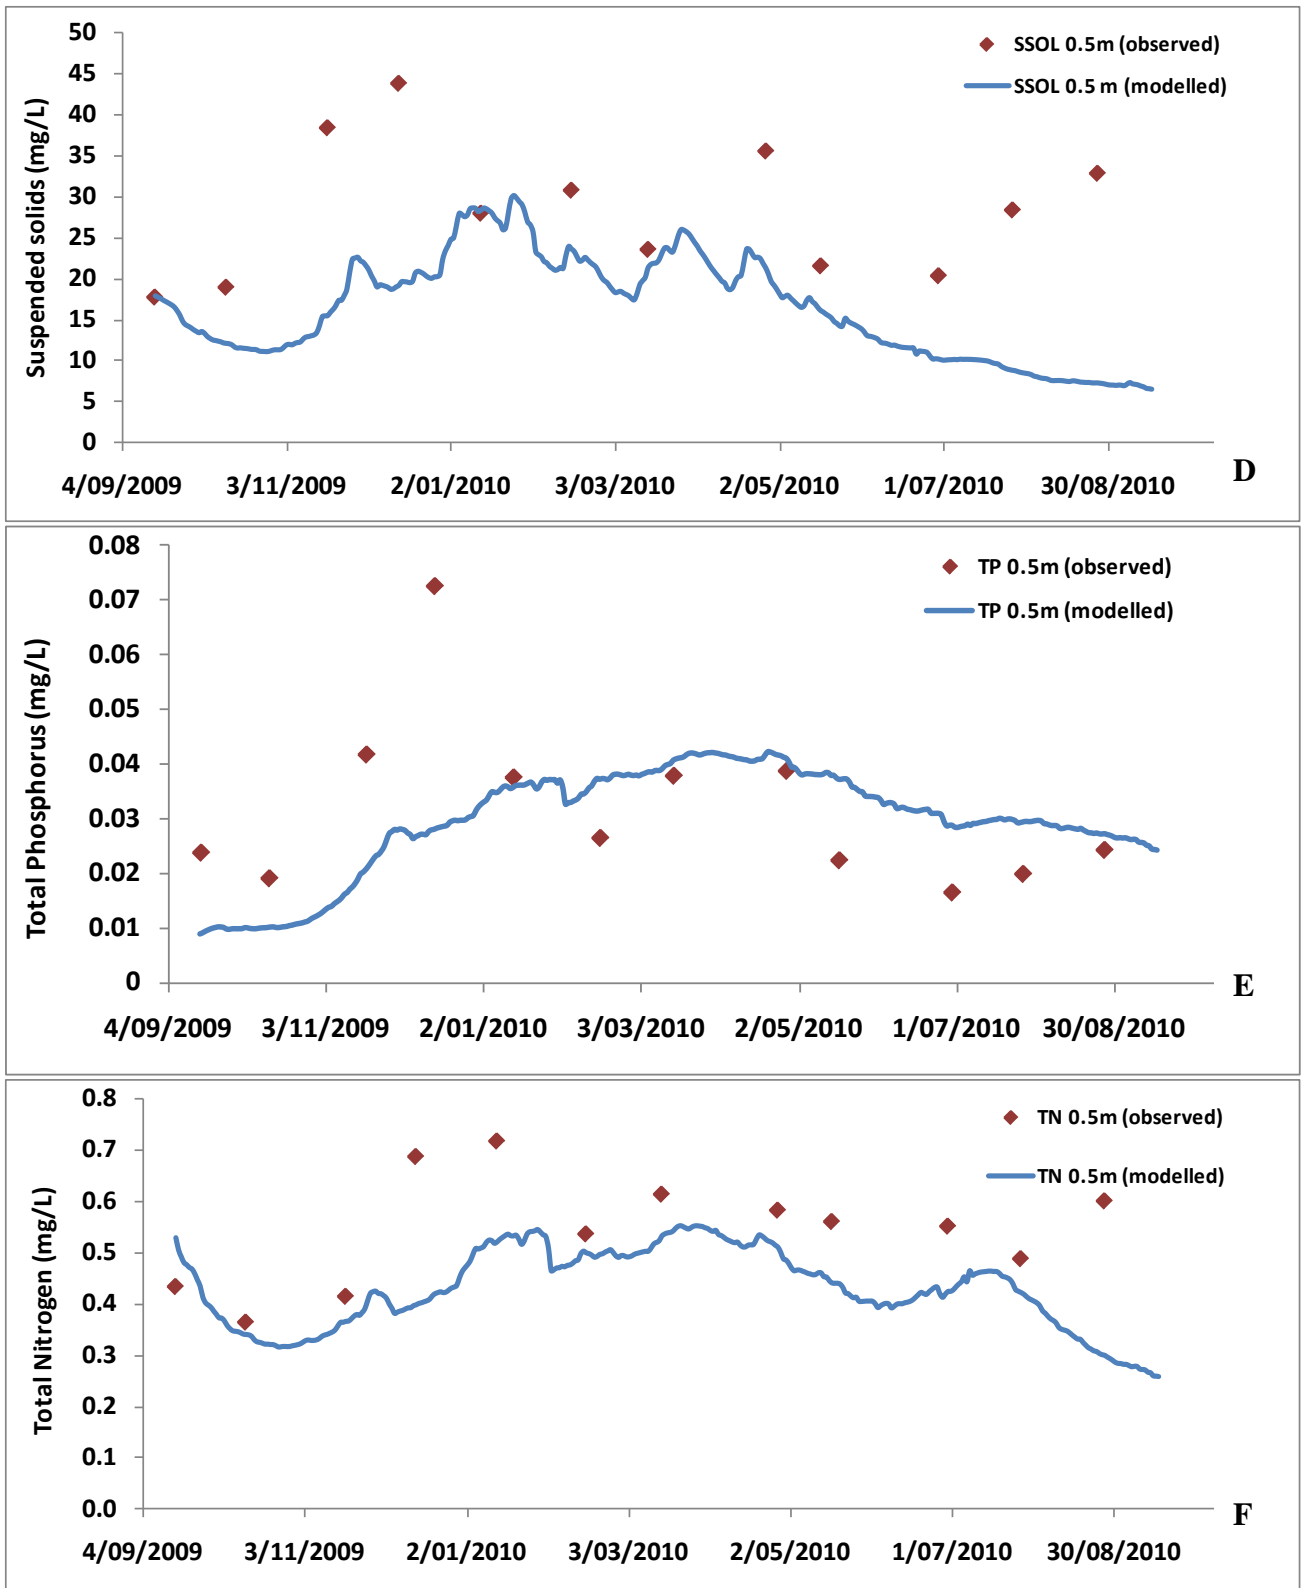 50
SSOL 0.5m (observed)
45
SSOL 0.5 m (modelled)
40
35
30
25
20
15
10
5
0
Suspended solids (mg/L)
4/09/2009 3/11/2009 2/01/2010 3/03/2010 2/05/2010 1/07/2010 30/08/2010
D
0.08
TP 0.5m (observed)
0.07
TP 0.5m (modelled)
0.06
0.05
0.04
0.03
0.02
0.01
0
Total Phosphorus (mg/L)
4/09/2009 3/11/2009 2/01/2010 3/03/2010 2/05/2010 1/07/2010 30/08/2010
E
0.8
TN 0.5m (observed)
0.7
TN 0.5m (modelled)
0.6
0.5
0.4
0.3
0.2
0.1
0.0
Total Nitrogen (mg/L)
4/09/2009 3/11/2009 2/01/2010 3/03/2010 2/05/2010 1/07/2010 30/08/2010
F